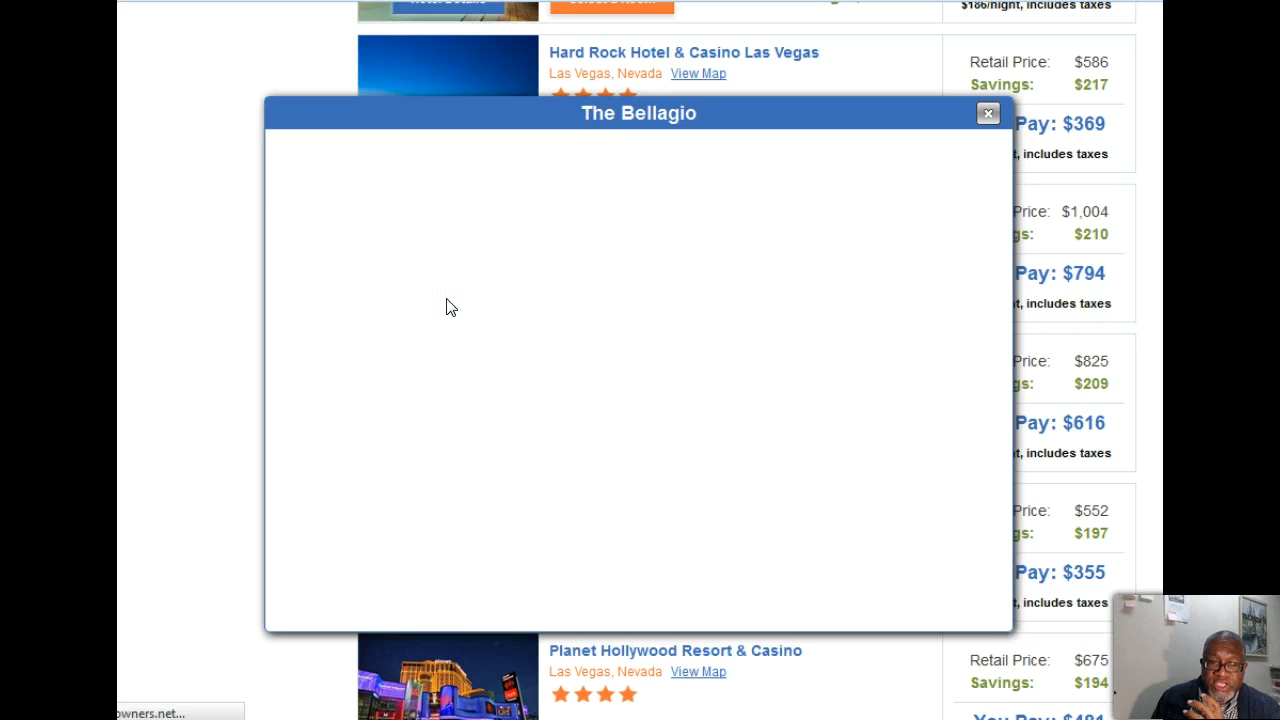 $186/night, includes taxes
Hard Rock Hotel & Casino Las Vegas
Las Vegas, Nevada View Map
Retail Price: $586
Savings: $217
Pay: $369
t, includes taxes
The Bellagio
Price: $1,004
gs: $210
Pay: $794
t, includes taxes
Price: $825
gs: $209
Pay: $616
t, includes taxes
Price: $552
gs: $197
Pay: $355
t, includes taxes
Planet Hollywood Resort & Casino
Las Vegas, Nevada View Map
Retail Price: $675
Savings: $194
You Pay: $481
owners.net...